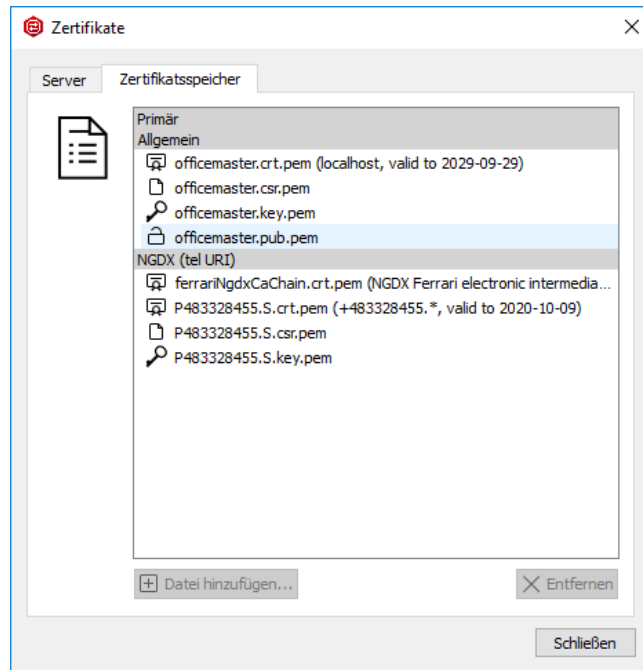 Zertifikate
Server
Zertifikatsspeicher
Primär
Allgemein
officemaster.crt.pem (localhost, valid to 2029-09-29)
officemaster.csr.pem
officemaster.key.pem
officemaster.pub.pem
NGDX (tel URI)
ferrariNgdxCaChain.crt.pem (NGDX Ferrari electronic intermedia...
P483328455.S.crt.pem (+483328455.*, valid to 2020-10-09)
P483328455.S.csr.pem
P483328455.S.key.pem
Datei hinzufügen...
Entfernen
Schließen